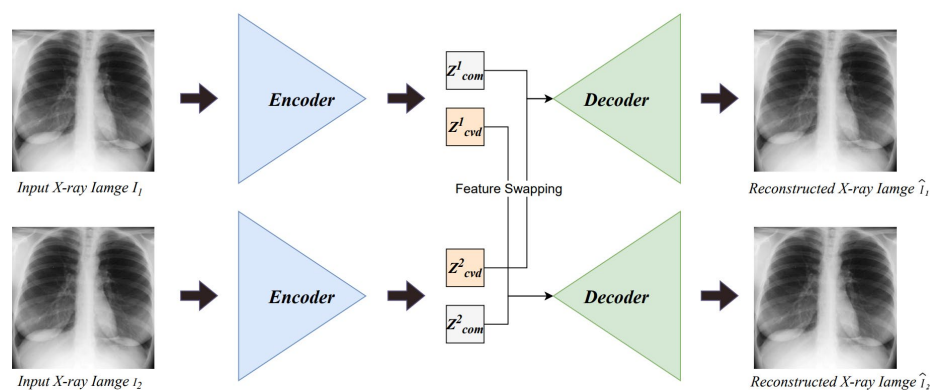 Encoder
Z¹com
Z¹cvd
Decoder
Input X-ray Iamge I₁
Feature Swapping
Reconstructed X-ray Iamge Î₁
Encoder
Z²cvd
Z²com
Decoder
Input X-ray Iamge I₂
Reconstructed X-ray Iamge Î₂